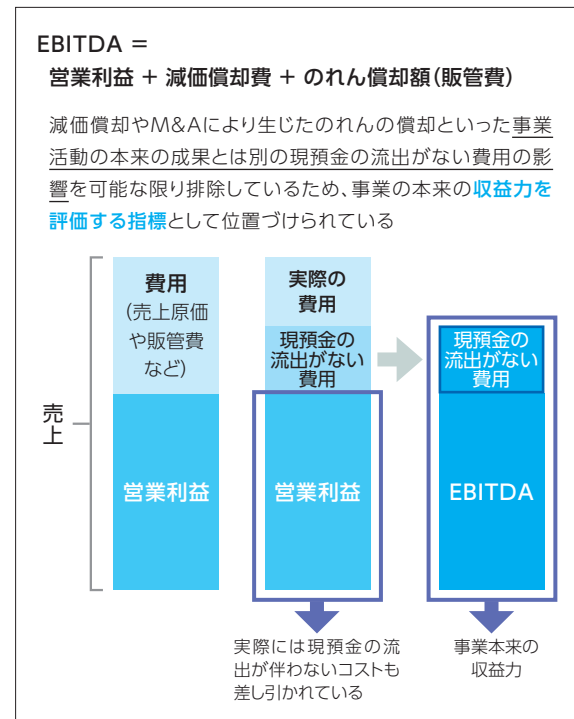 EBITDA =
営業利益 + 減価償却費 + のれん償却額(販管費)
減価償却やM&Aにより生じたのれんの償却といった事業
活動の本来の成果とは別の現預金の流出がない費用の影
響を可能な限り排除しているため、事業の本来の収益力を
評価する指標として位置づけられている
費用
(売上原価
や販管費
など)
実際の
費用
現預金の
流出がない
費用
現預金の
流出がない
費用
売上
営業利益
営業利益
EBITDA
実際には現預金の流
出が伴わないコストも
差し引かれている
事業本来の
収益力